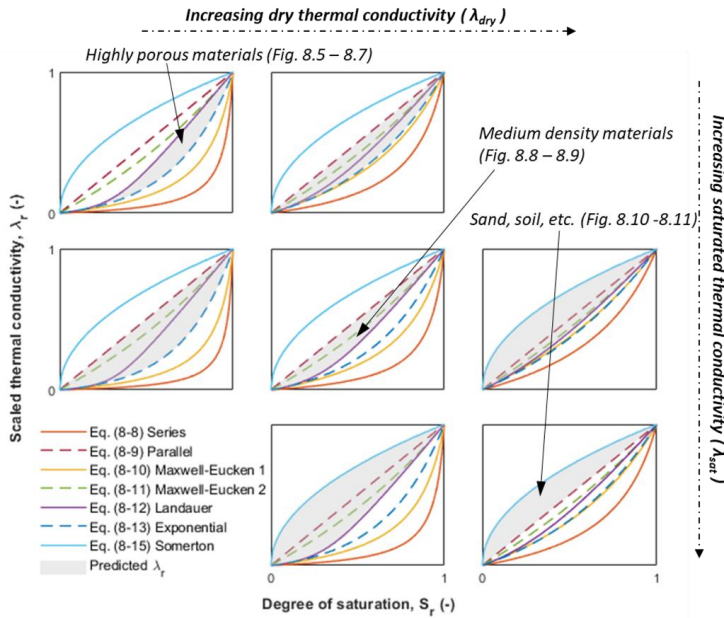 Increasing dry thermal conductivity (λdry )
Highly porous materials (Fig. 8.5 – 8.7)
Medium density materials
(Fig. 8.8 – 8.9)
Sand, soil, etc. (Fig. 8.10 -8.11)
Increasing saturated thermal conductivity (λsat )
Scaled thermal conductivity, λr (-)
1
0
1
0
Eq. (8-8) Series
Eq. (8-9) Parallel
Eq. (8-10) Maxwell-Eucken 1
Eq. (8-11) Maxwell-Eucken 2
Eq. (8-12) Landauer
Eq. (8-13) Exponential
Eq. (8-15) Somerton
Predicted λr
0 1 0 1
Degree of saturation, Sr (-)